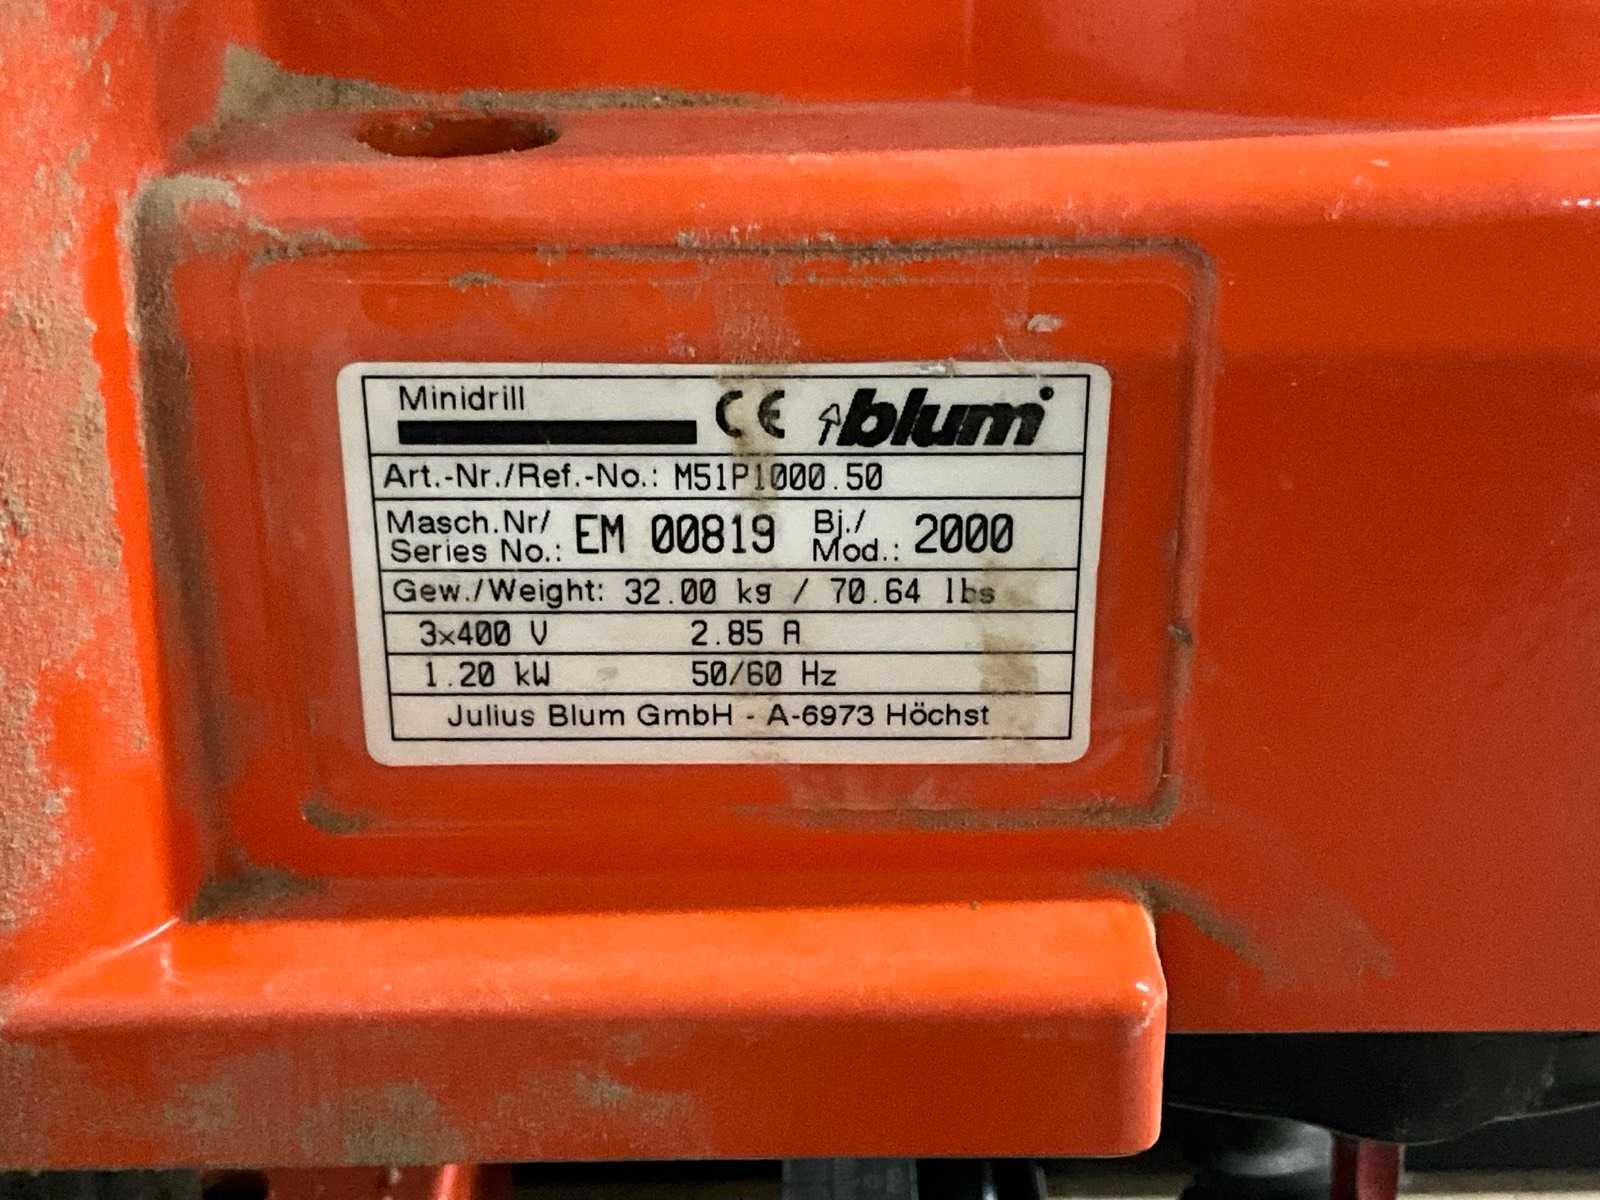 Minidrill CE blum
Art.-Nr./Ref.-No.: M51P1000.50
Masch.Nr/ Series No.: EM 00819 Bj./ Mod.: 2000
Gew./Weight: 32.00 kg / 70.64 lbs
3x400 V 2.85 A
1.20 kW 50/60 Hz
Julius Blum GmbH - A-6973 Höchst